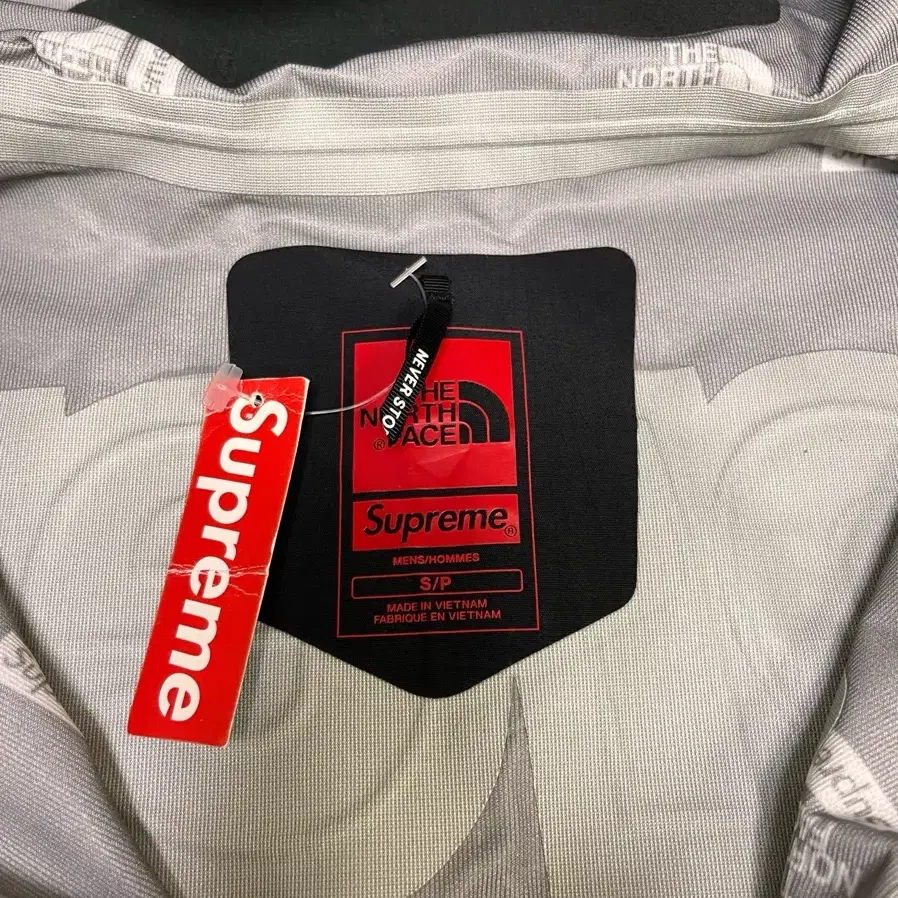 THE
NORTH
NEVER STO
THE
NORTH
FACE
®
Supreme®
MENS/HOMMES
S/P
MADE IN VIETNAM
FABRIQUE EN VIETNAM
Supreme